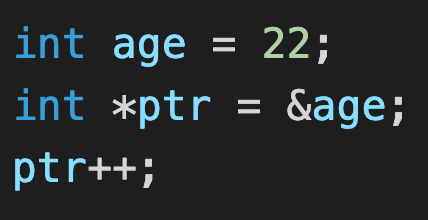 int age = 22;
int *ptr = &age;
ptr++;